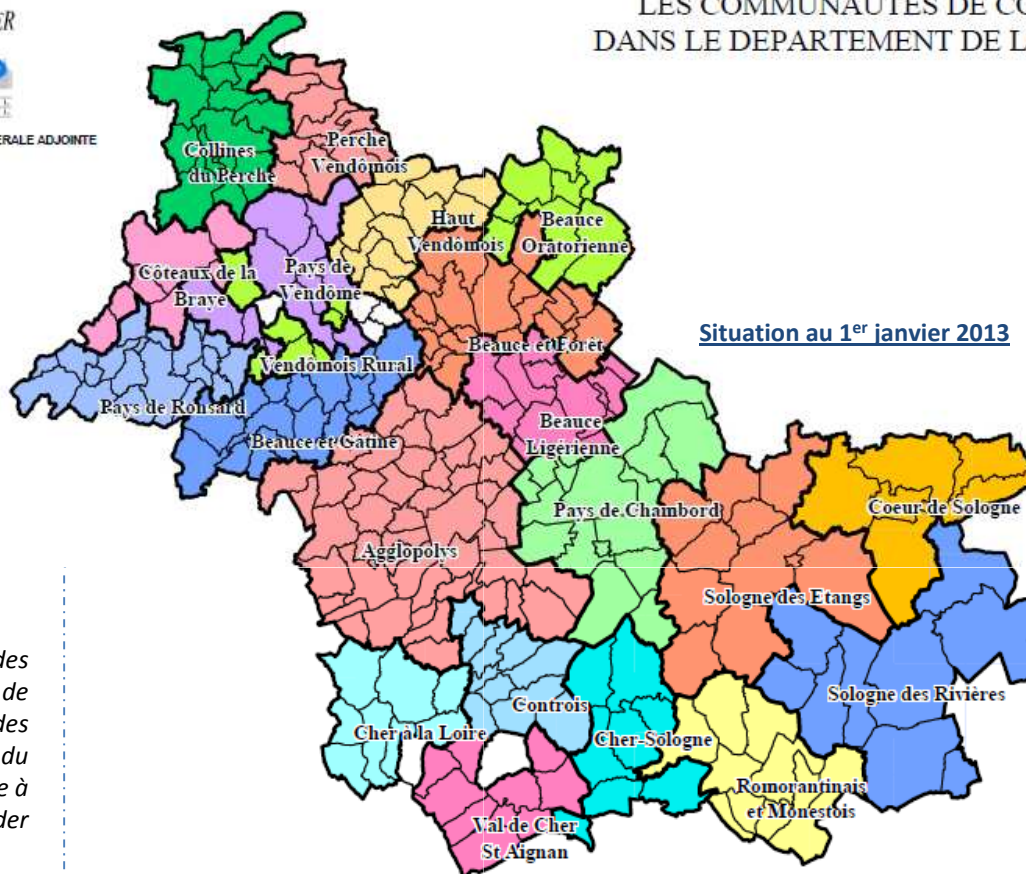 ER
LES COMMUNAUTES DE CO
DANS LE DEPARTEMENT DE L
ERALE ADJOINTE
Collines
du Perche
Perche
Vendômois
Haut
Vendômois
Beauce
Oratorienne
Côteaux de la
Braye
Pays de
Vendôme
Situation au 1er janvier 2013
Beauce et Forêt
Vendômois Rural
Pays de Ronsard
Beauce et Gâtine
Beauce
Ligérienne
Pays de Chambord
Coeur de Sologne
Agglopolys
Sologne des Etangs
des
de
des
du
e à
der
Sologne des Rivières
Controis
Cher à la Loire
Cher-Sologne
Romorantinais
et Monestois
Val de Cher
St Aignan